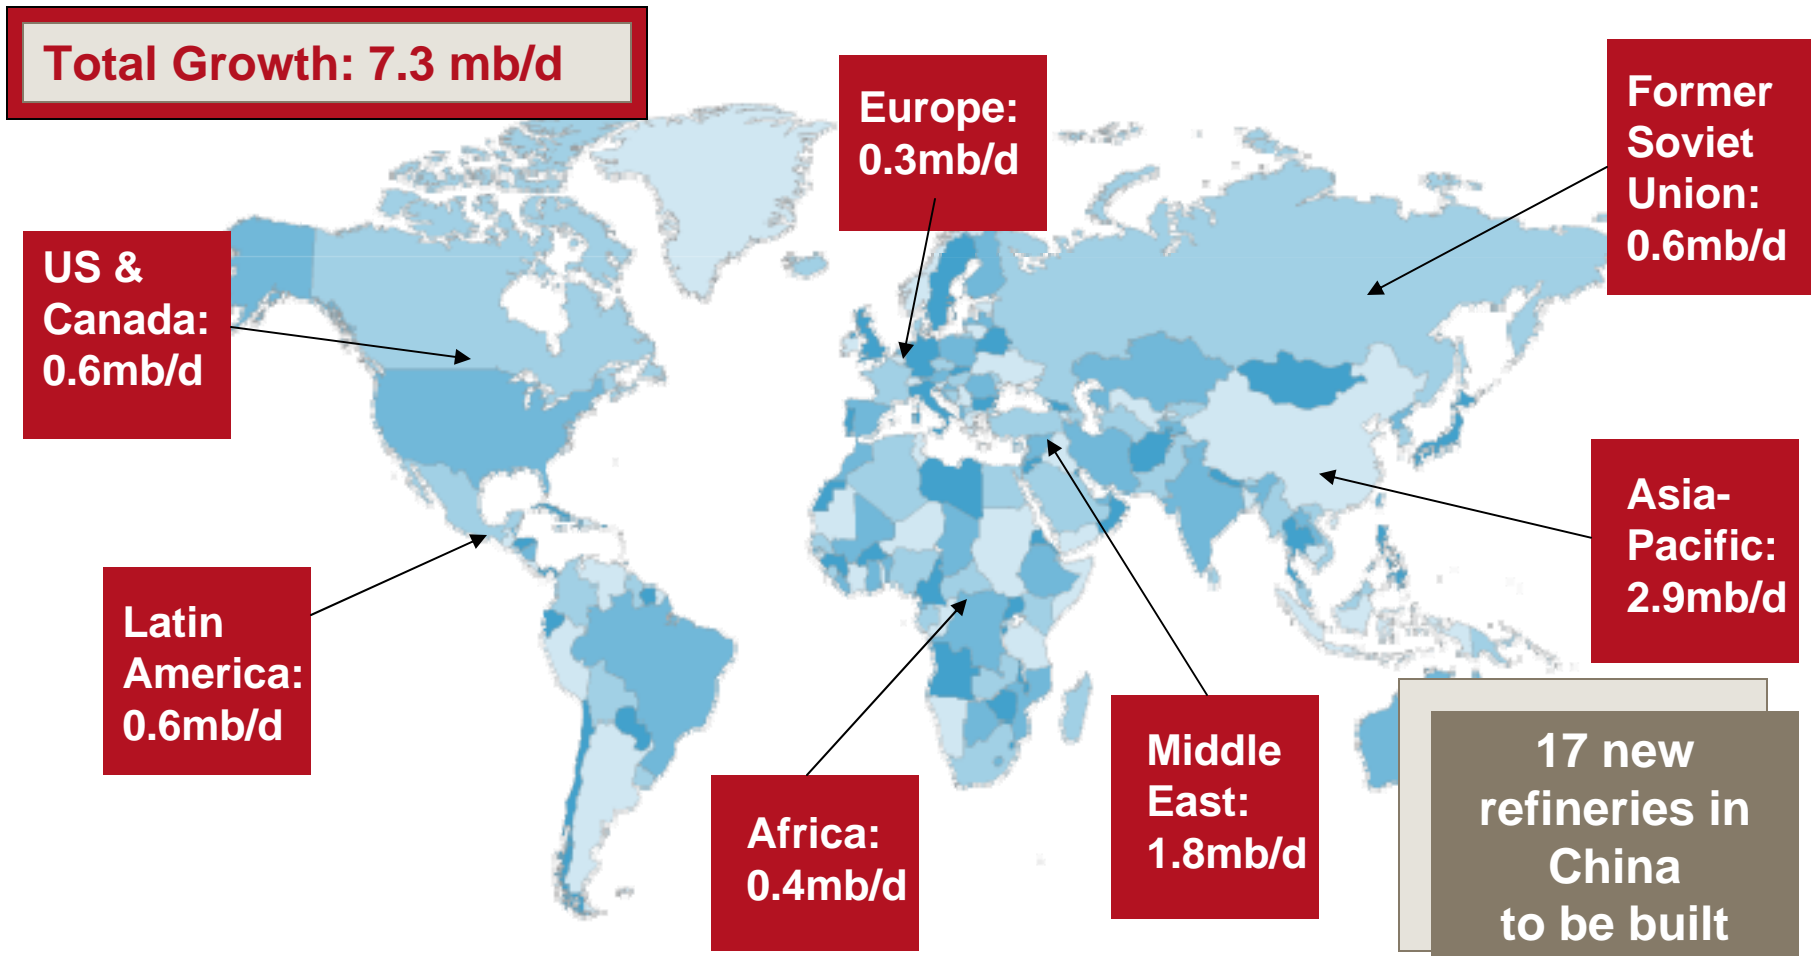 Total Growth: 7.3 mb/d
Europe:
0.3mb/d
Former
Soviet
Union:
0.6mb/d
US &
Canada:
0.6mb/d
Asia-
Pacific:
2.9mb/d
Latin
America:
0.6mb/d
Middle
East:
1.8mb/d
Africa:
0.4mb/d
17 new
refineries in
China
to be built